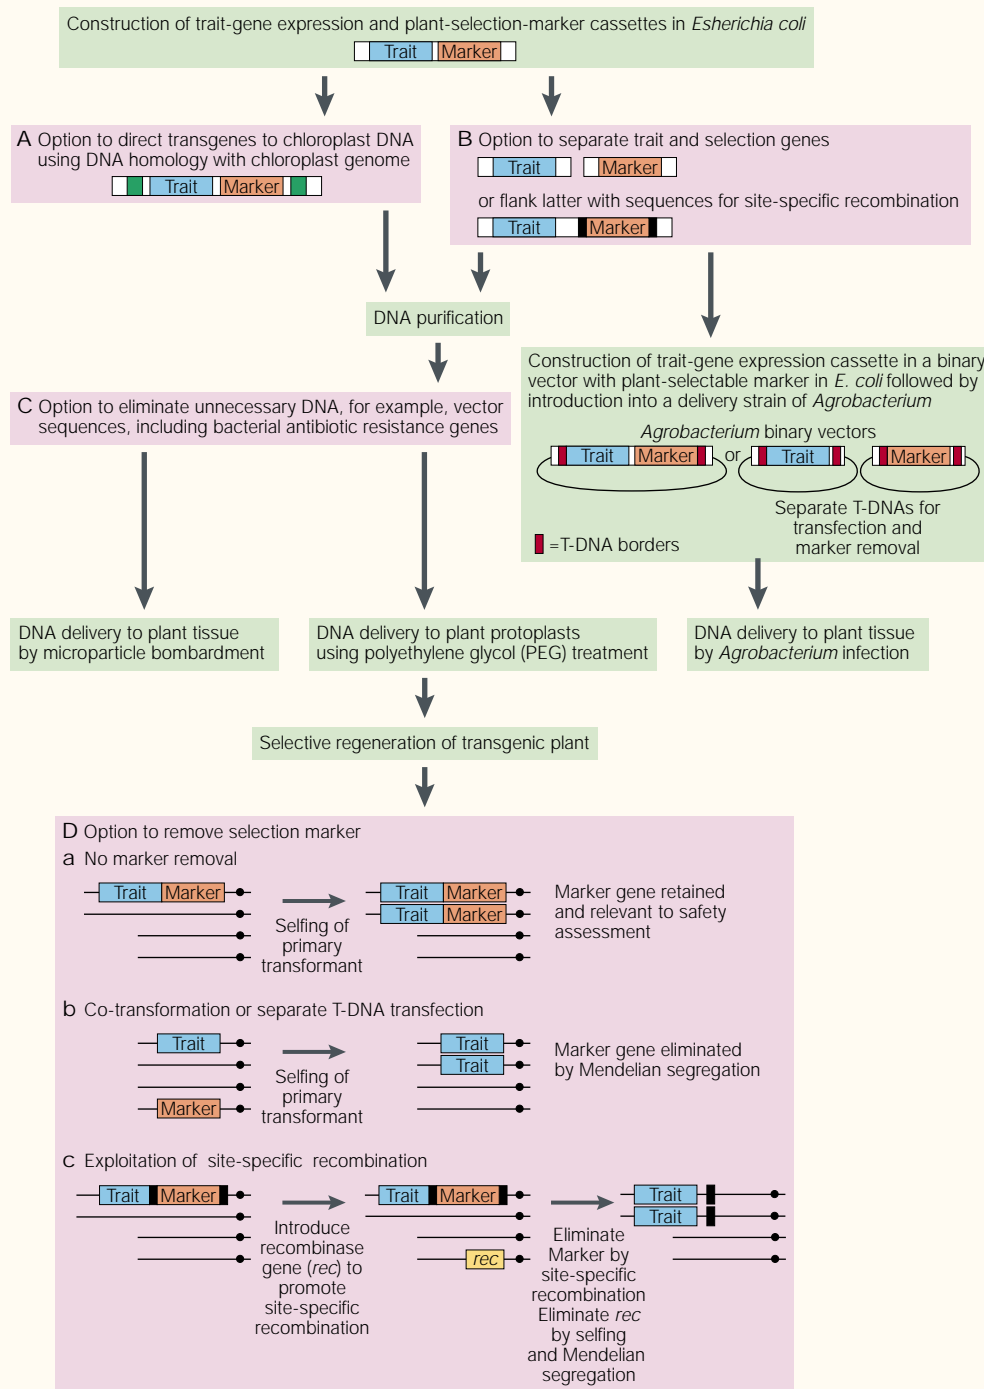 Construction of trait-gene expression and plant-selection-marker cassettes in Esherichia coli
Trait Marker
A Option to direct transgenes to chloroplast DNA
using DNA homology with chloroplast genome
Trait Marker
B Option to separate trait and selection genes
Trait Marker
or flank latter with sequences for site-specific recombination
Trait Marker
DNA purification
C Option to eliminate unnecessary DNA, for example, vector
sequences, including bacterial antibiotic resistance genes
Construction of trait-gene expression cassette in a binary
vector with plant-selectable marker in E. coli followed by
introduction into a delivery strain of Agrobacterium
Agrobacterium binary vectors
Trait Marker or Trait Marker
Separate T-DNAs for
transfection and
marker removal
=T-DNA borders
DNA delivery to plant tissue
by microparticle bombardment
DNA delivery to plant protoplasts
using polyethylene glycol (PEG) treatment
DNA delivery to plant tissue
by Agrobacterium infection
Selective regeneration of transgenic plant
D Option to remove selection marker
a No marker removal
Trait Marker
Selfing of
primary
transformant
Trait Marker
Trait Marker
Marker gene retained
and relevant to safety
assessment
b Co-transformation or separate T-DNA transfection
Trait
Marker
Selfing of
primary
transformant
Trait
Trait
Marker gene eliminated
by Mendelian segregation
c Exploitation of site-specific recombination
Trait Marker
Introduce
recombinase
gene (rec) to
promote
site-specific
recombination
Trait Marker
rec
Eliminate
Marker by
site-specific
recombination
Eliminate rec
by selfing
and Mendelian
segregation
Trait
Trait